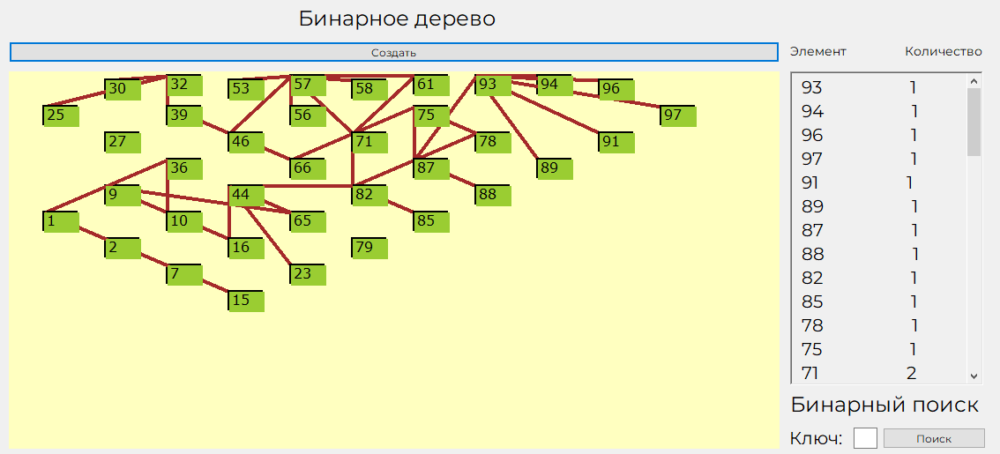 Бинарное дерево
Создать
Элемент Количество
32 57 61 93 94
30 53 58 96
25 39 56 75 97
27 46 71 78 91
36 66 87 89
9 44 82 88
1 10 65 85
2 16 79
7 23
15
93 1
94 1
96 1
97 1
91 1
89 1
87 1
88 1
82 1
85 1
78 1
75 1
71 2
Бинарный поиск
Ключ: Поиск